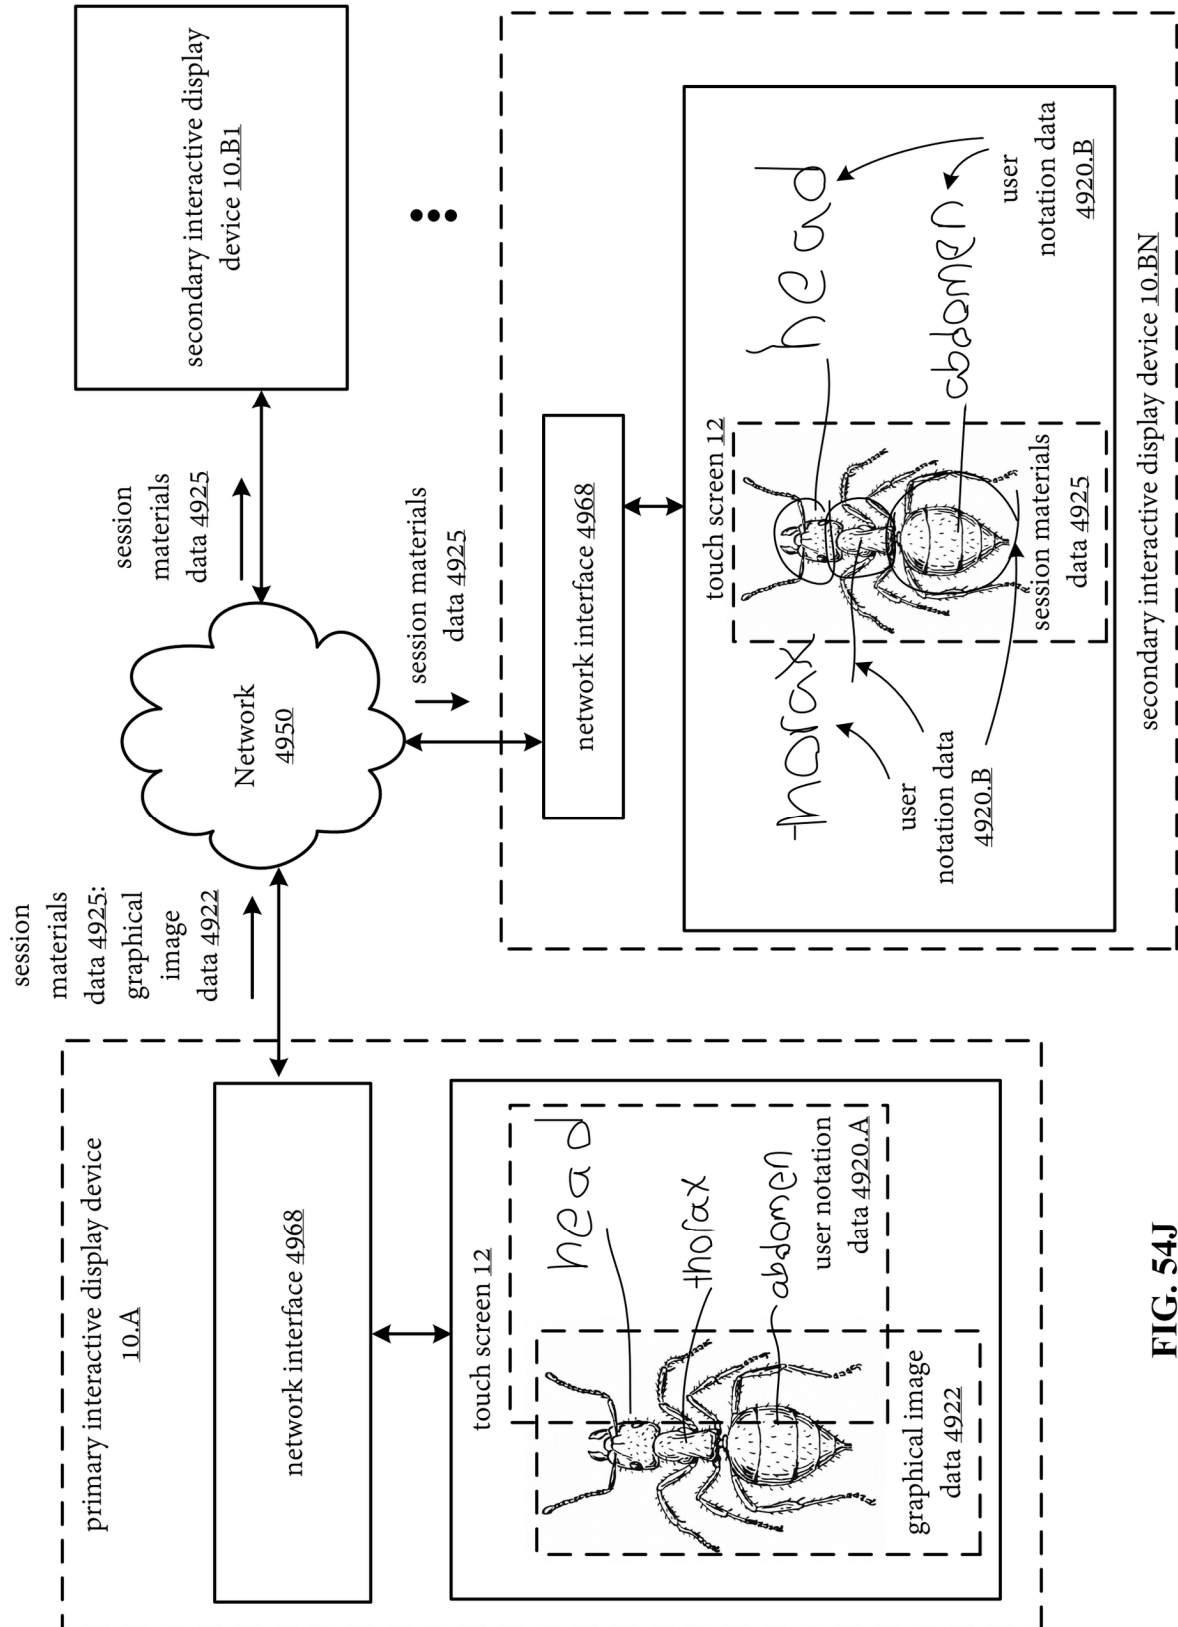 primary interactive display device
10.A
network interface 4968
touch screen 12
head
thorax
abdomen
user notation
data 4920.A
graphical image
data 4922
session
materials
data 4925:
graphical
image
data 4922
Network
4950
session
materials
data 4925
secondary interactive display
device 10.B1
session materials
data 4925
network interface 4968
touch screen 12
thorax
head
abdomen
user
notation data
4920.B
session materials
data 4925
user
notation data
4920.B
secondary interactive display device 10.BN
FIG. 54J